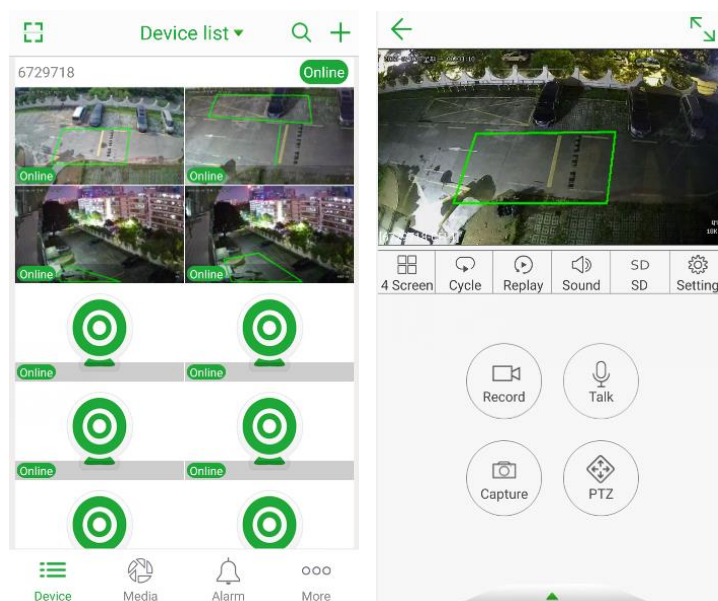 Device list
6729718
Online
Online
Online
Online
Online
Online
Online
Online
Online
Device
Media
Alarm
More
4 Screen
Cycle
Replay
Sound
SD
SD
Setting
Record
Talk
Capture
PTZ